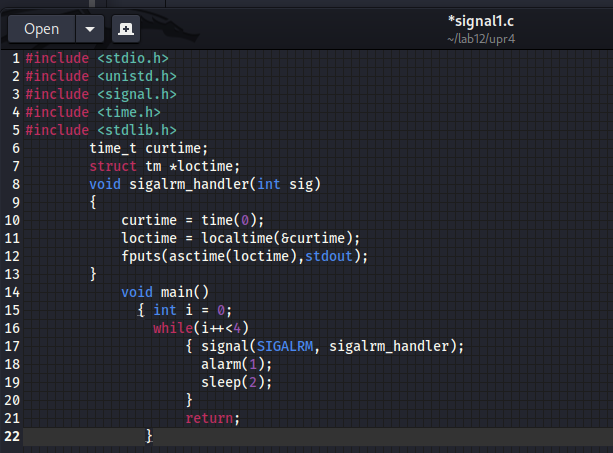 Open
*signal1.c
~/lab12/upr4
1 #include <stdio.h>
2 #include <unistd.h>
3 #include <signal.h>
4 #include <time.h>
5 #include <stdlib.h>
6 time_t curtime;
7 struct tm *loctime;
8 void sigalrm_handler(int sig)
9 {
10 curtime = time(0);
11 loctime = localtime(&curtime);
12 fputs(asctime(loctime),stdout);
13 }
14 void main()
15 { int i = 0;
16 while(i++<4)
17 { signal(SIGALRM, sigalrm_handler);
18 alarm(1);
19 sleep(2);
20 }
21 return;
22 }